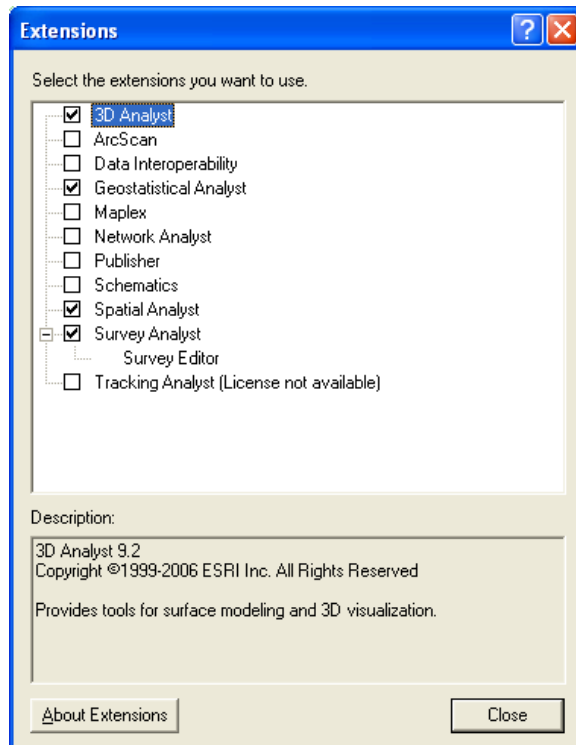 Extensions
Select the extensions you want to use.
3D Analyst
ArcScan
Data Interoperability
Geostatistical Analyst
Maplex
Network Analyst
Publisher
Schematics
Spatial Analyst
Survey Analyst
Survey Editor
Tracking Analyst (License not available)
Description:
3D Analyst 9.2
Copyright ©1999-2006 ESRI Inc. All Rights Reserved
Provides tools for surface modeling and 3D visualization.
About Extensions
Close